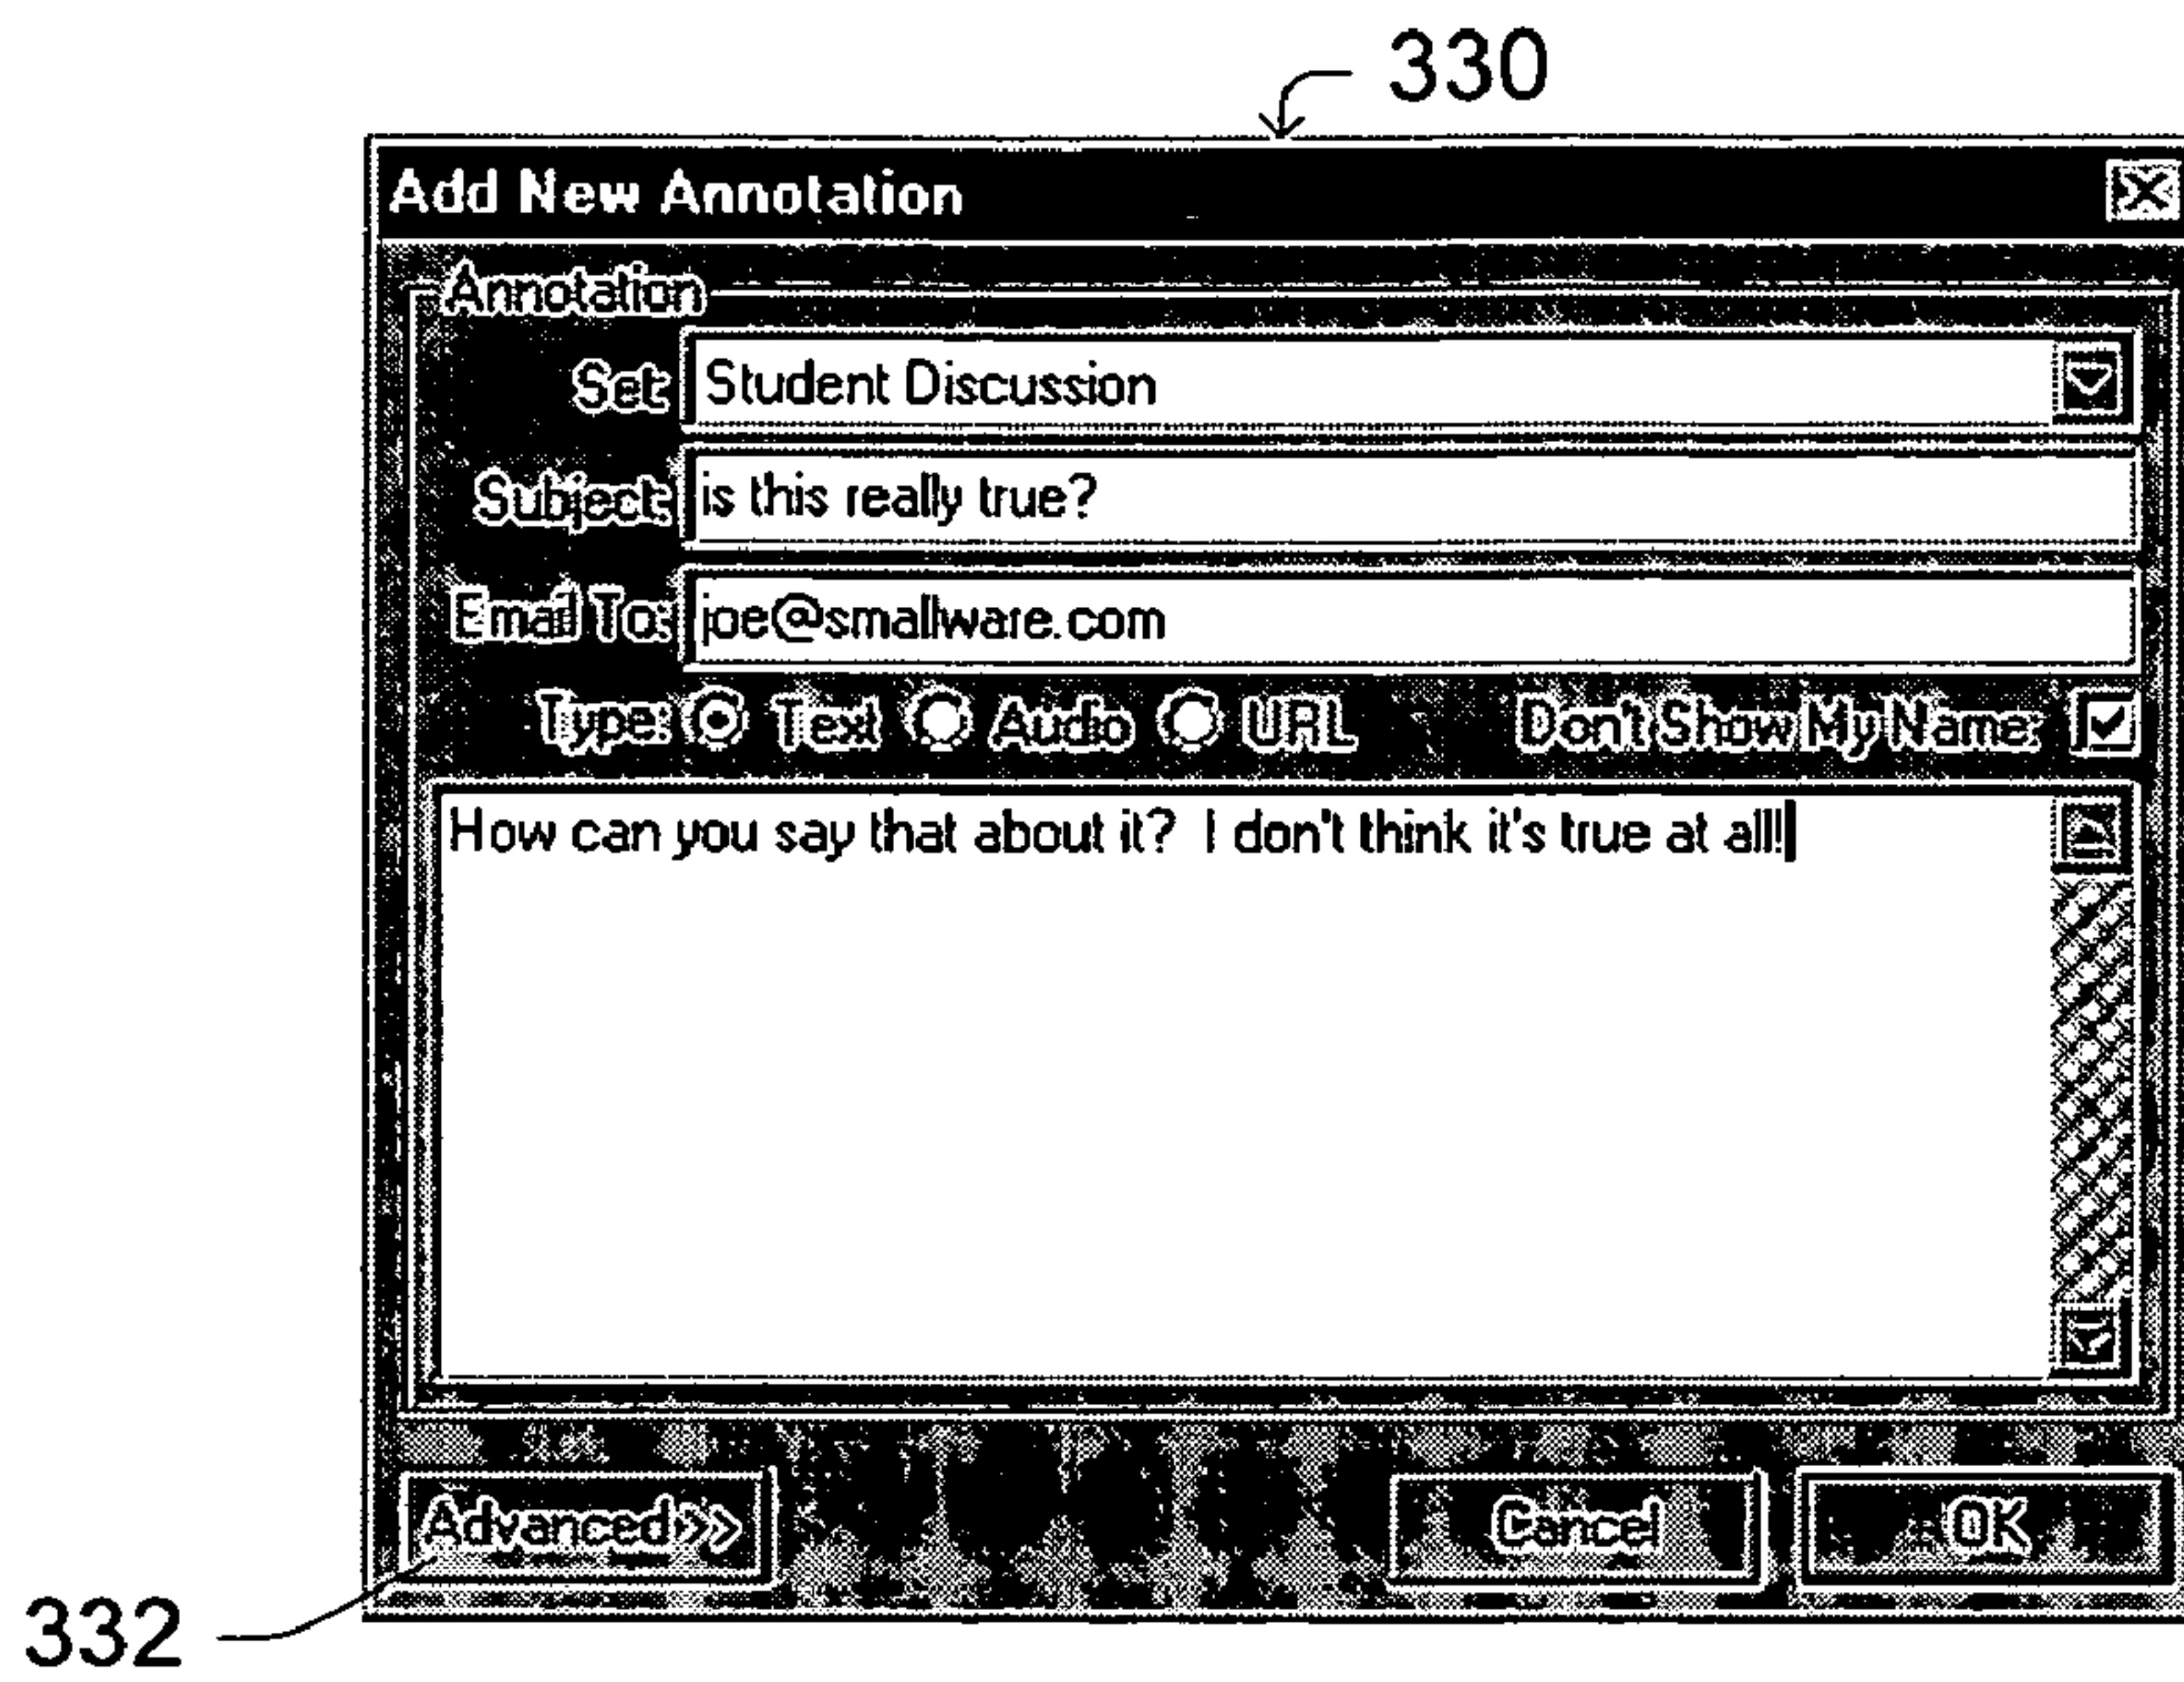 330
Add New Annotation
Annotation
Set: Student Discussion
Subject: is this really true?
Email To: joe@smallware.com
Type: Text Audio URL Don't Show My Name:
How can you say that about it? I don't think it's true at all!
Advanced>> Cancel OK
332